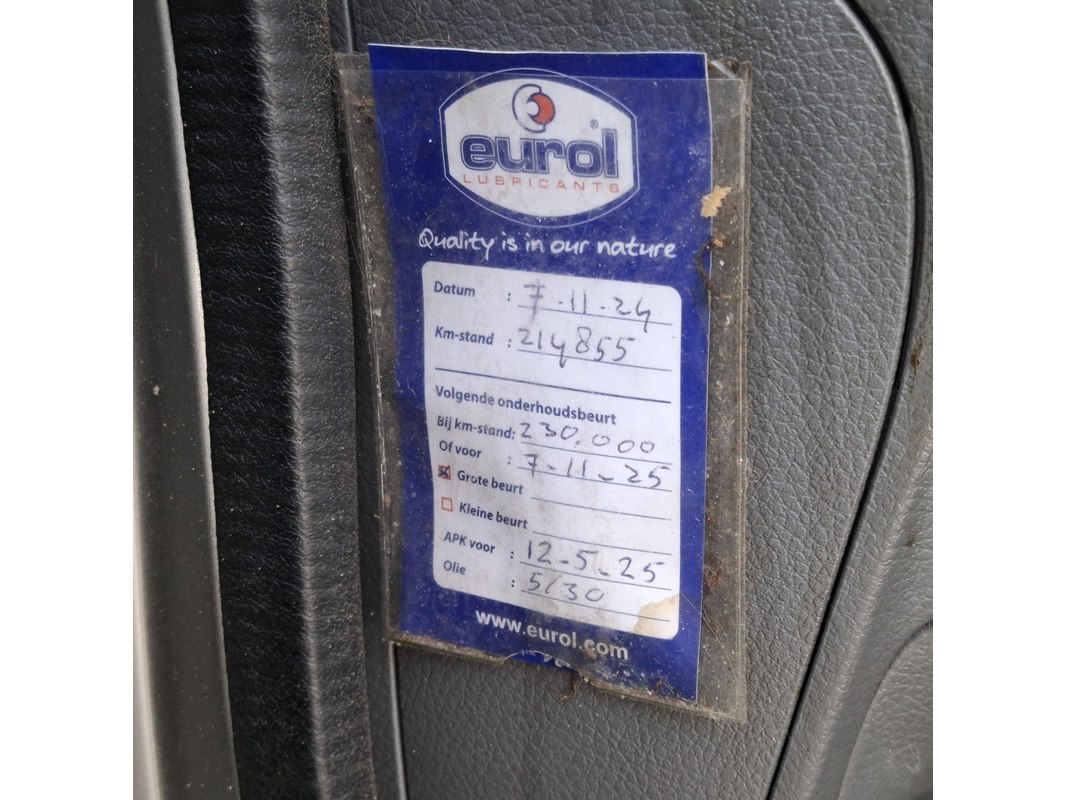 eurol®
LUBRICANTS
Quality is in our nature
Datum : 7-11-24
Km-stand : 214855
Volgende onderhoudsbeurt
Bij km-stand: 230.000
Of voor : 7-11-25
Grote beurt
Kleine beurt
APK voor : 12-5-25
Olie : 5/30
www.eurol.com